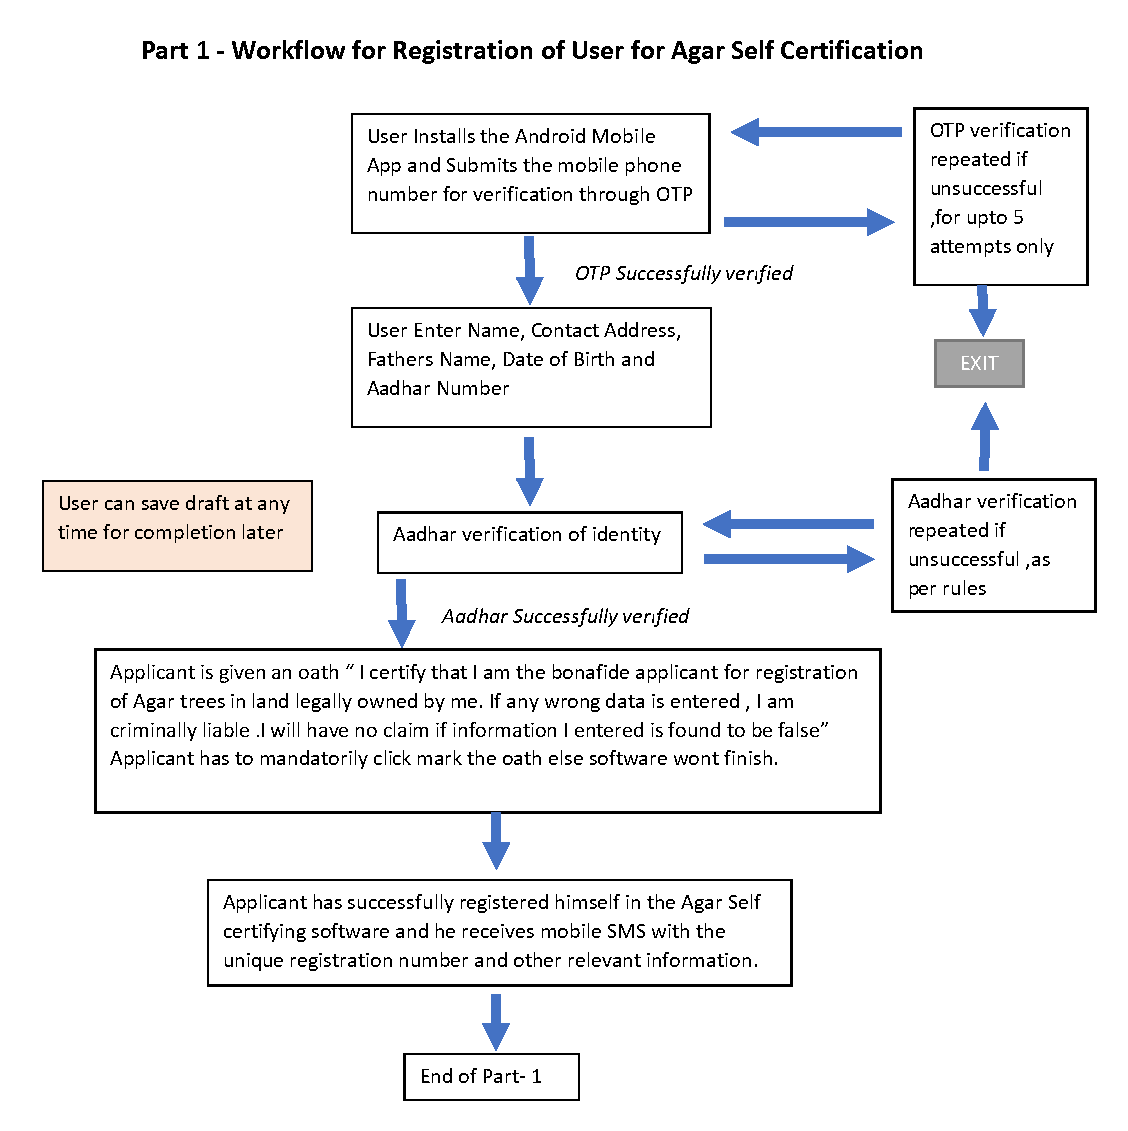 Part 1 - Workflow for Registration of User for Agar Self Certification
User Installs the Android Mobile
App and Submits the mobile phone
number for verification through OTP
OTP verification
repeated if
unsuccessful
,for upto 5
attempts only
OTP Successfully verified
User Enter Name, Contact Address,
Fathers Name, Date of Birth and
Aadhar Number
EXIT
User can save draft at any
time for completion later
Aadhar verification of identity
Aadhar verification
repeated if
unsuccessful ,as
per rules
Aadhar Successfully verified
Applicant is given an oath “ I certify that I am the bonafide applicant for registration
of Agar trees in land legally owned by me. If any wrong data is entered , I am
criminally liable .I will have no claim if information I entered is found to be false”
Applicant has to mandatorily click mark the oath else software wont finish.
Applicant has successfully registered himself in the Agar Self
certifying software and he receives mobile SMS with the
unique registration number and other relevant information.
End of Part- 1